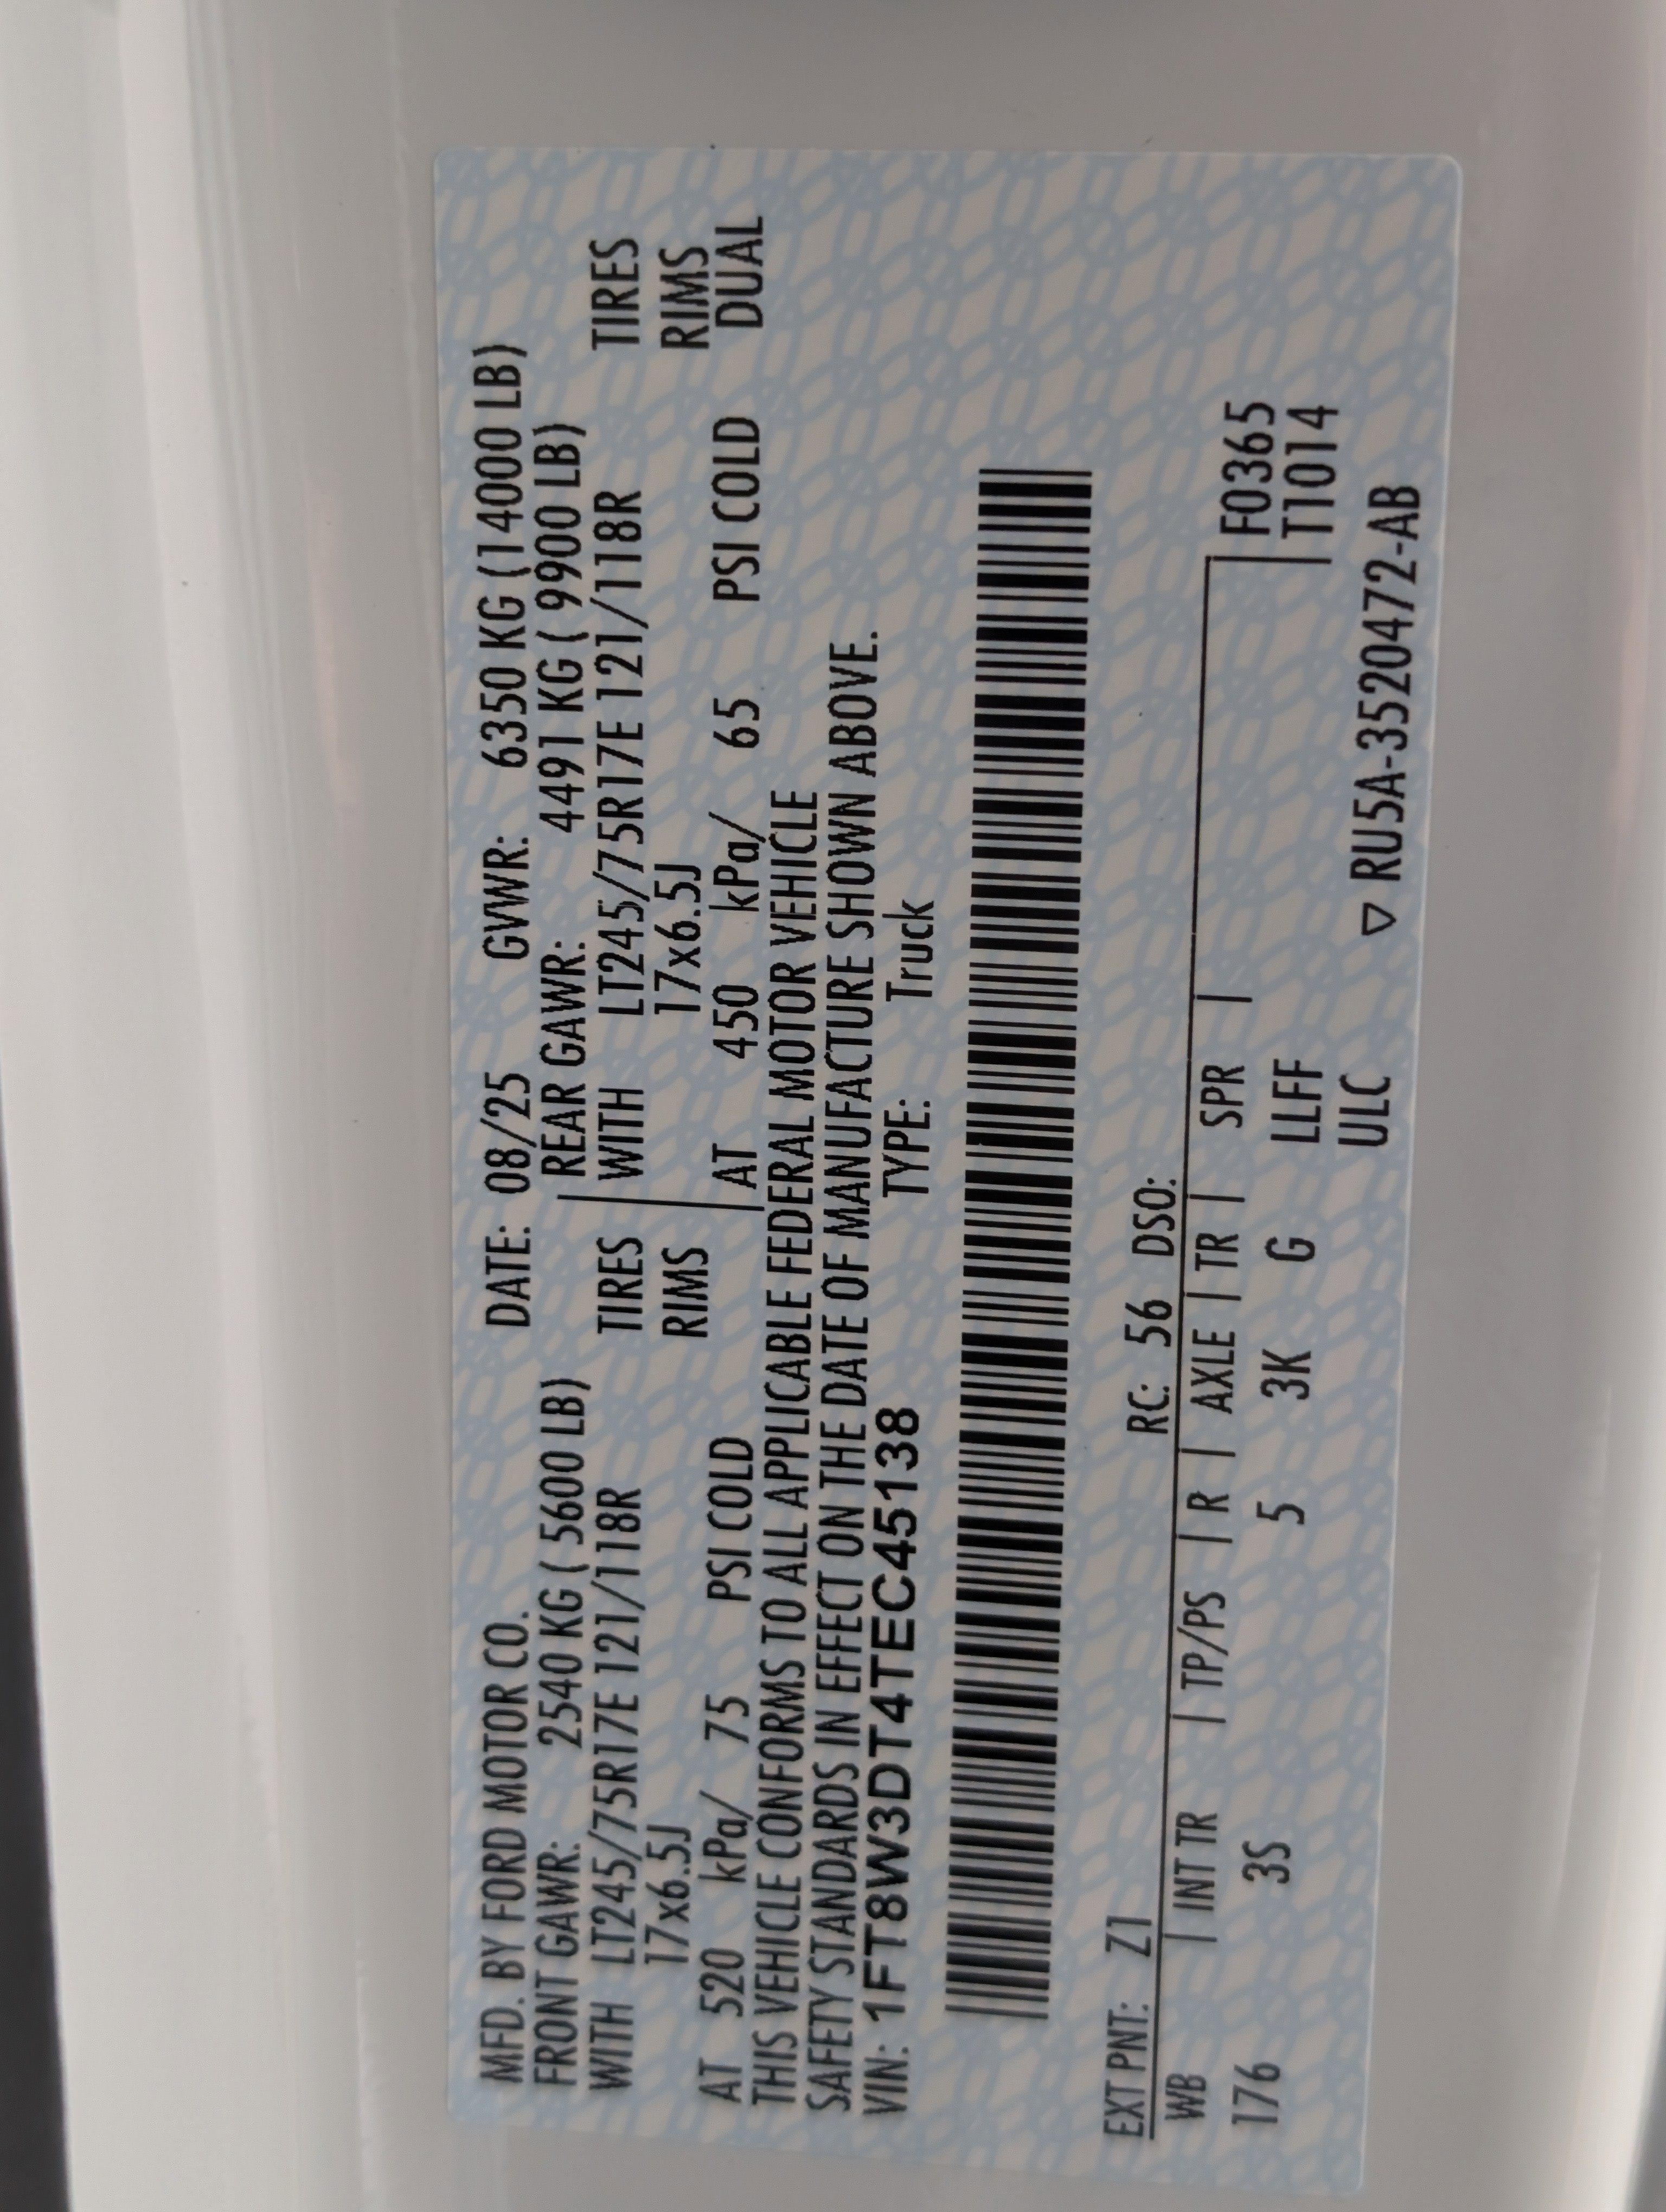 MFD. BY FORD MOTOR CO. DATE: 08/25 GVWR: 6350 KG (14000 LB)
FRONT GAWR: 2540 KG ( 5600 LB) REAR GAWR: 4491 KG ( 9900 LB)
WITH LT245/75R17E 121/118R TIRES WITH LT245/75R17E 121/118R TIRES
17x6.5J RIMS 17x6.5J RIMS
AT 520 kPa/ 75 PSI COLD AT 450 kPa/ 65 PSI COLD DUAL
THIS VEHICLE CONFORMS TO ALL APPLICABLE FEDERAL MOTOR VEHICLE
SAFETY STANDARDS IN EFFECT ON THE DATE OF MANUFACTURE SHOWN ABOVE.
VIN: 1FT8W3DT4TEC45138 TYPE: Truck
EXT PNT: Z1 RC: 56 DSO:
WB | INT TR | TP/PS | R | AXLE | TR | SPR | F0365
176 3S 5 3K G LLFF T1014
ULC
▽ RU5A-3520472-AB